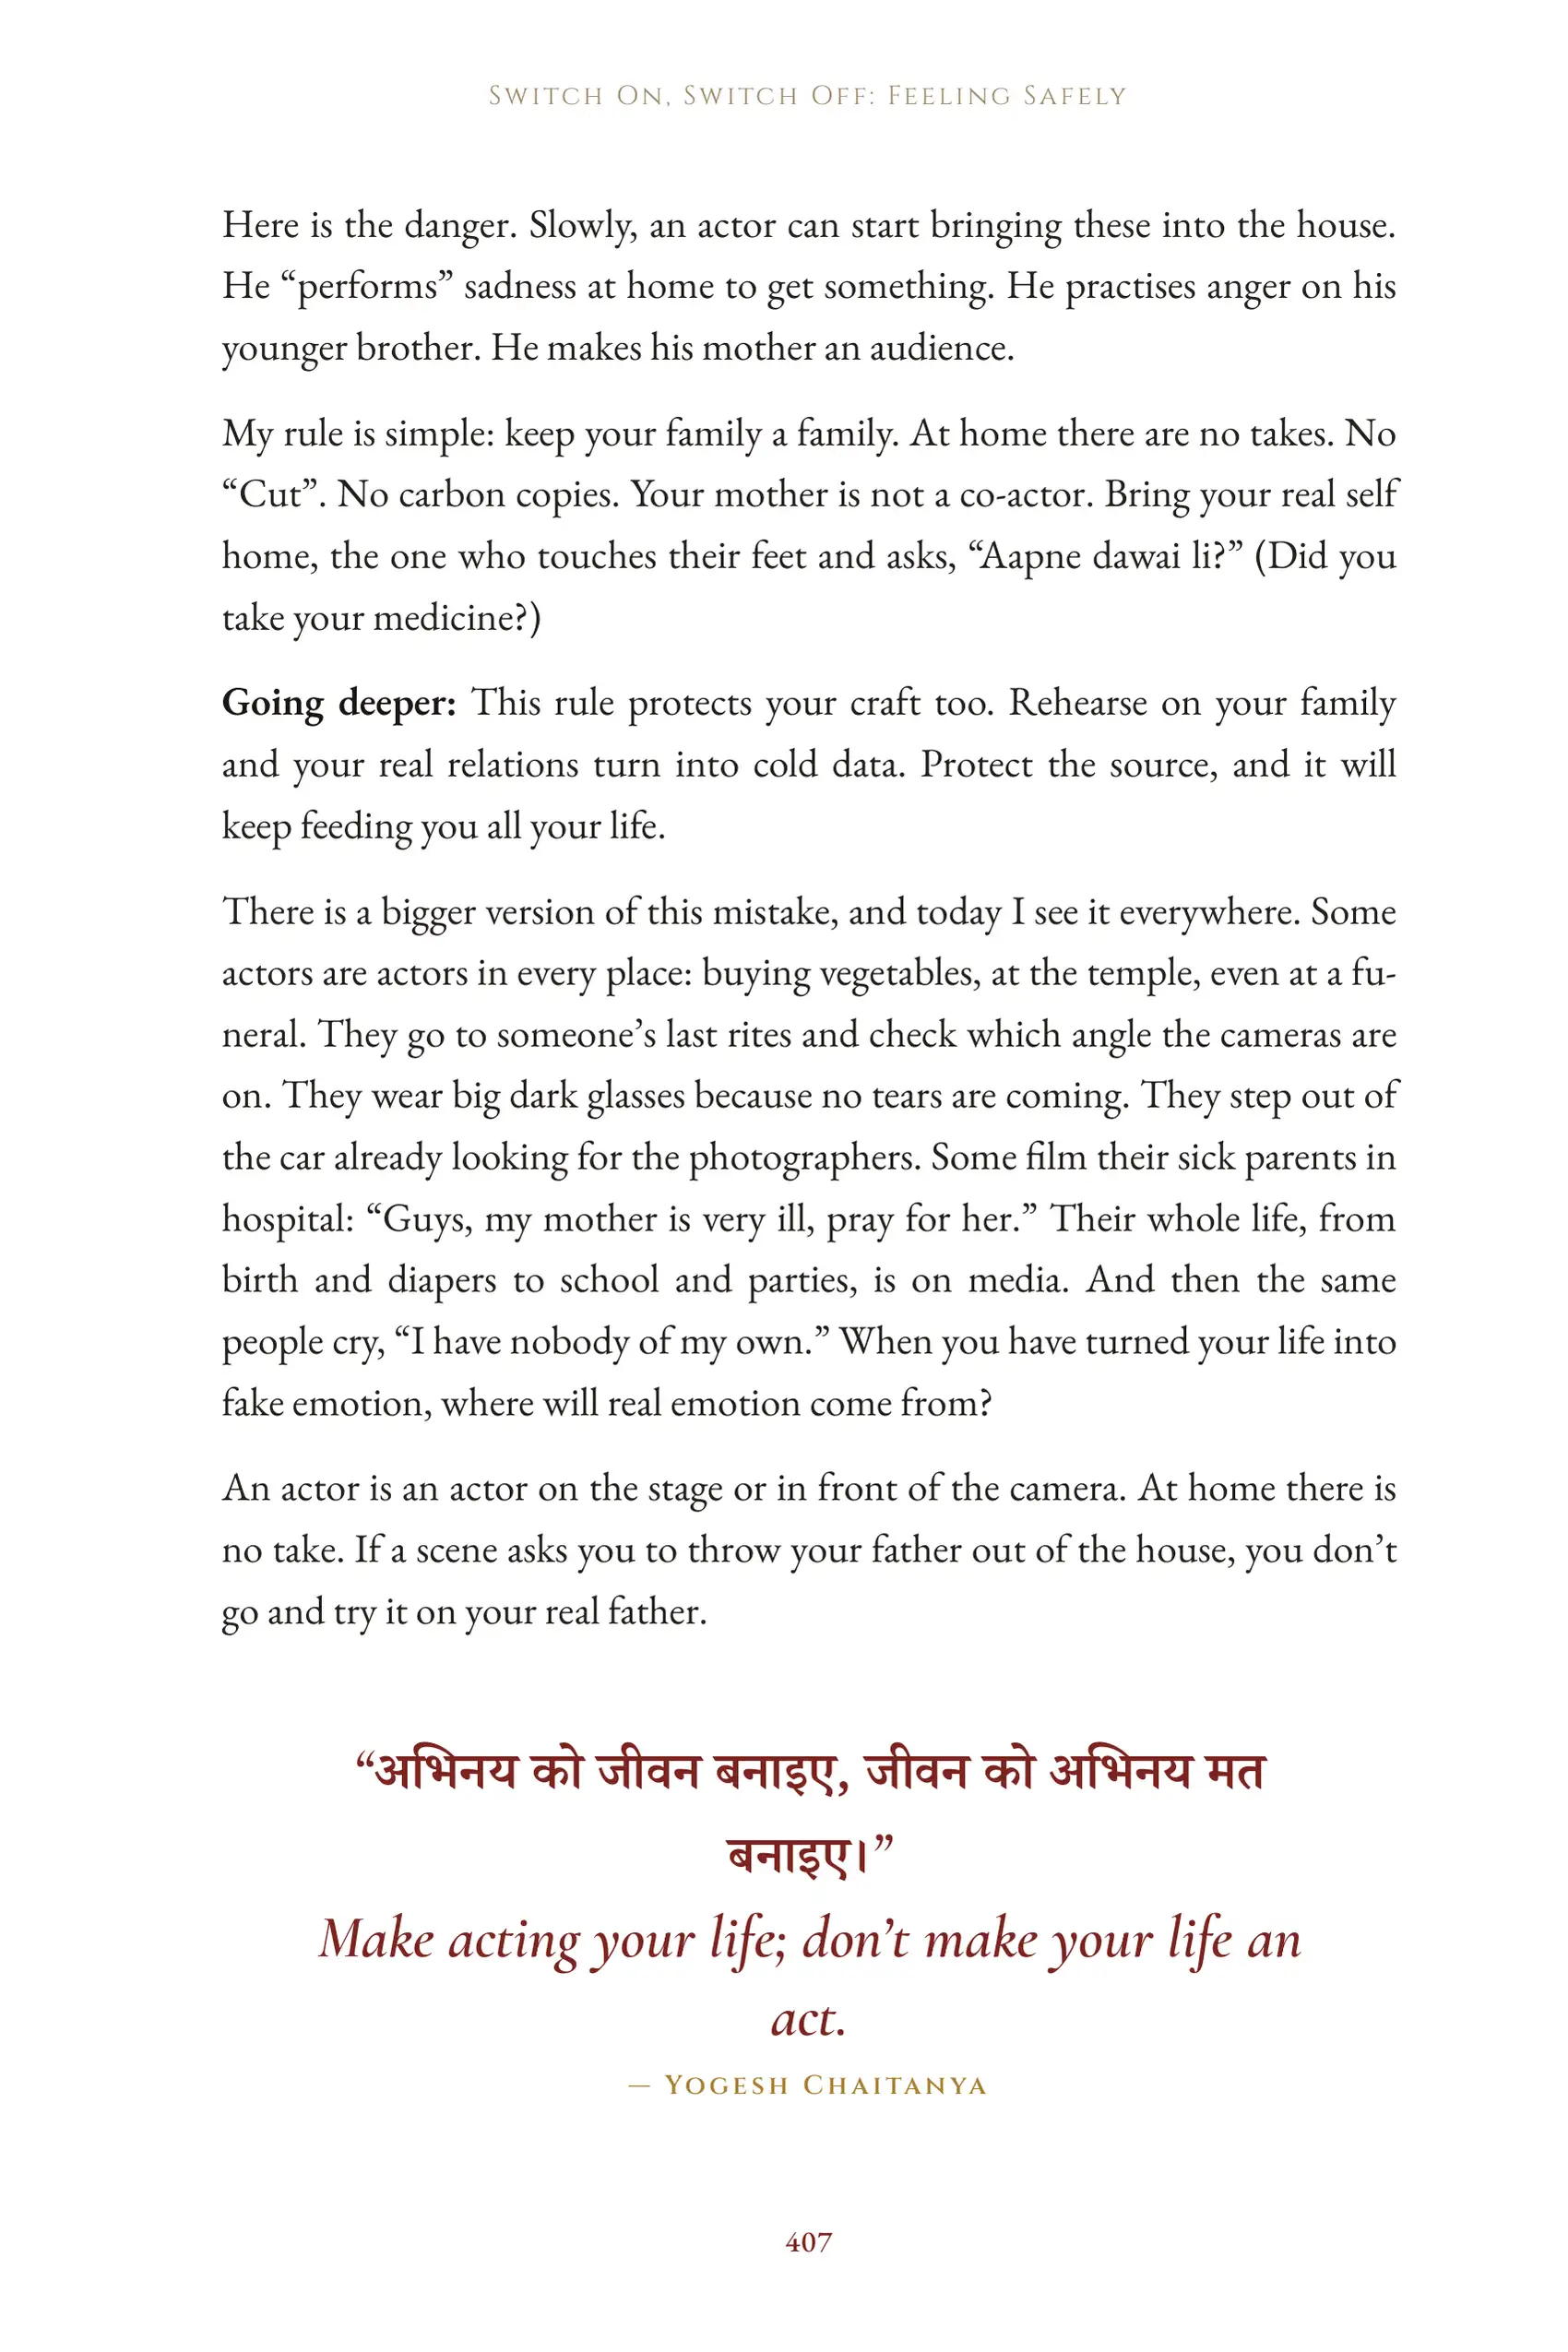 Switch On, Switch Off: Feeling Safely
Here is the danger. Slowly, an actor can start bringing these into the house.
He “performs” sadness at home to get something. He practises anger on his
younger brother. He makes his mother an audience.
My rule is simple: keep your family a family. At home there are no takes. No
“Cut”. No carbon copies. Your mother is not a co-actor. Bring your real self
home, the one who touches their feet and asks, “Aapne dawai li?” (Did you
take your medicine?)
Going deeper: This rule protects your craft too. Rehearse on your family
and your real relations turn into cold data. Protect the source, and it will
keep feeding you all your life.
There is a bigger version of this mistake, and today I see it everywhere. Some
actors are actors in every place: buying vegetables, at the temple, even at a fu-
neral. They go to someone’s last rites and check which angle the cameras are
on. They wear big dark glasses because no tears are coming. They step out of
the car already looking for the photographers. Some film their sick parents in
hospital: “Guys, my mother is very ill, pray for her.” Their whole life, from
birth and diapers to school and parties, is on media. And then the same
people cry, “I have nobody of my own.” When you have turned your life into
fake emotion, where will real emotion come from?
An actor is an actor on the stage or in front of the camera. At home there is
no take. If a scene asks you to throw your father out of the house, you don’t
go and try it on your real father.
“अभिनय को जीवन बनाइए, जीवन को अभिनय मत
बनाइए।”
Make acting your life; don’t make your life an
act.
— Yogesh Chaitanya
407